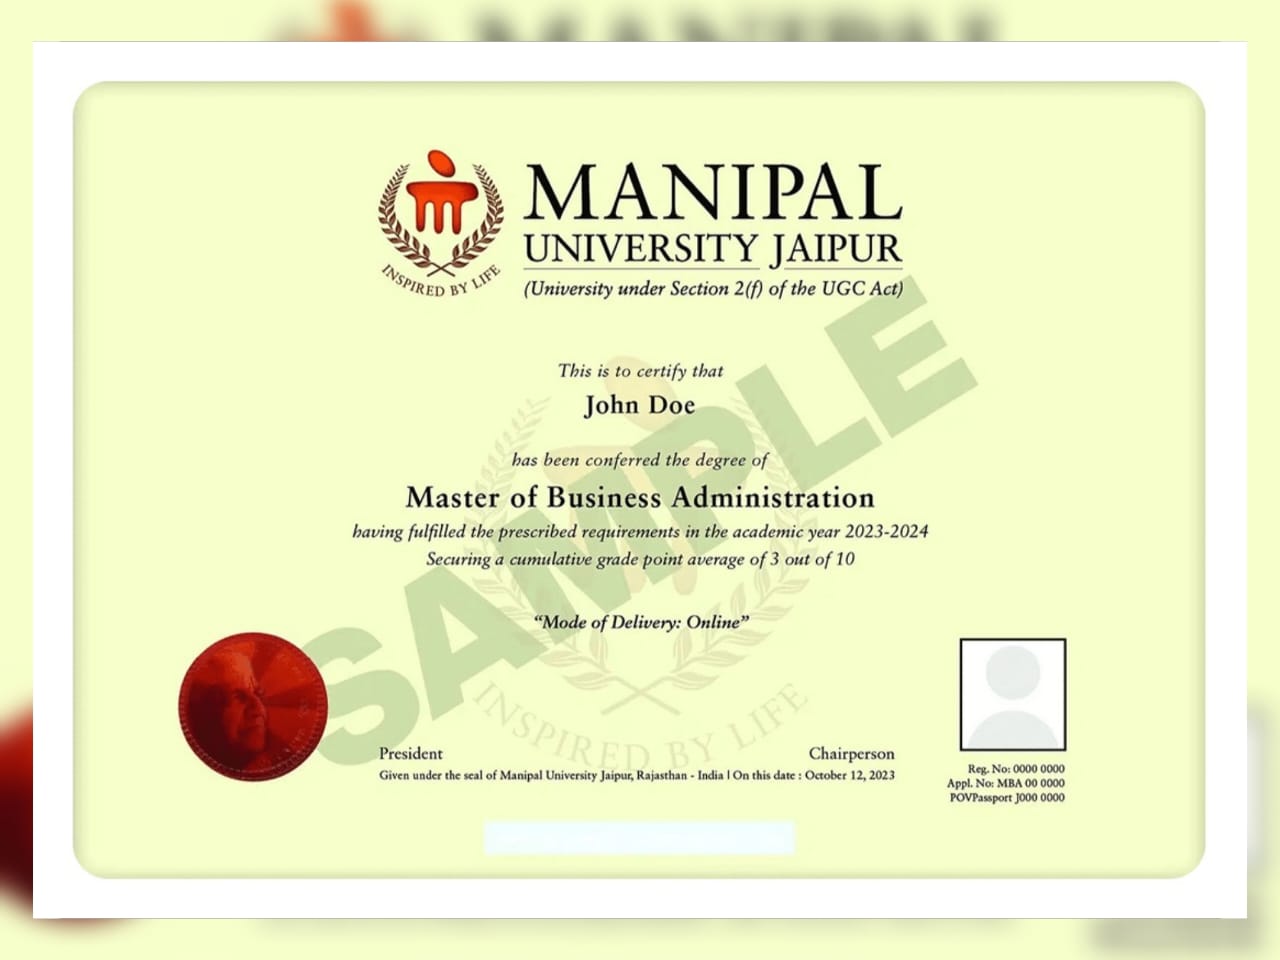 MANIPAL
UNIVERSITY JAIPUR
(University under Section 2(f) of the UGC Act)
INSPIRED BY LIFE
This is to certify that
John Doe
has been conferred the degree of
Master of Business Administration
having fulfilled the prescribed requirements in the academic year 2023-2024
Securing a cumulative grade point average of 3 out of 10
“Mode of Delivery: Online”
SAMPLE
INSPIRED BY LIFE
President
Chairperson
Given under the seal of Manipal University Jaipur, Rajasthan - India | On this date : October 12, 2023
Reg. No: 0000 0000
Appl. No: MBA 00 0000
POVPassport J000 0000